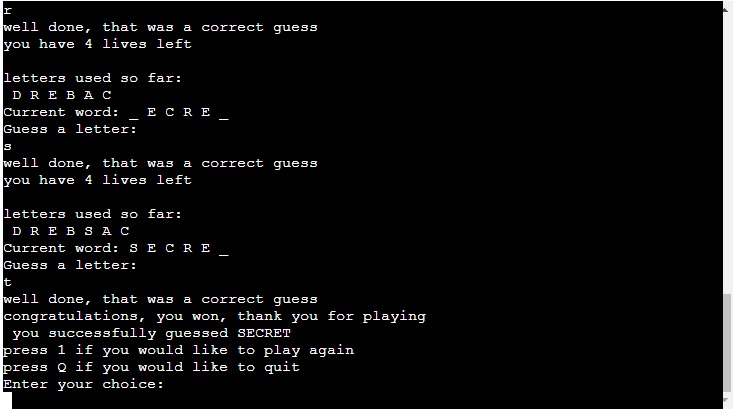 r
well done, that was a correct guess
you have 4 lives left
letters used so far:
D R E B A C
Current word: _ E C R E _
Guess a letter:
s
well done, that was a correct guess
you have 4 lives left
letters used so far:
D R E B S A C
Current word: S E C R E _
Guess a letter:
t
well done, that was a correct guess
congratulations, you won, thank you for playing
you successfully guessed SECRET
press 1 if you would like to play again
press Q if you would like to quit
Enter your choice: